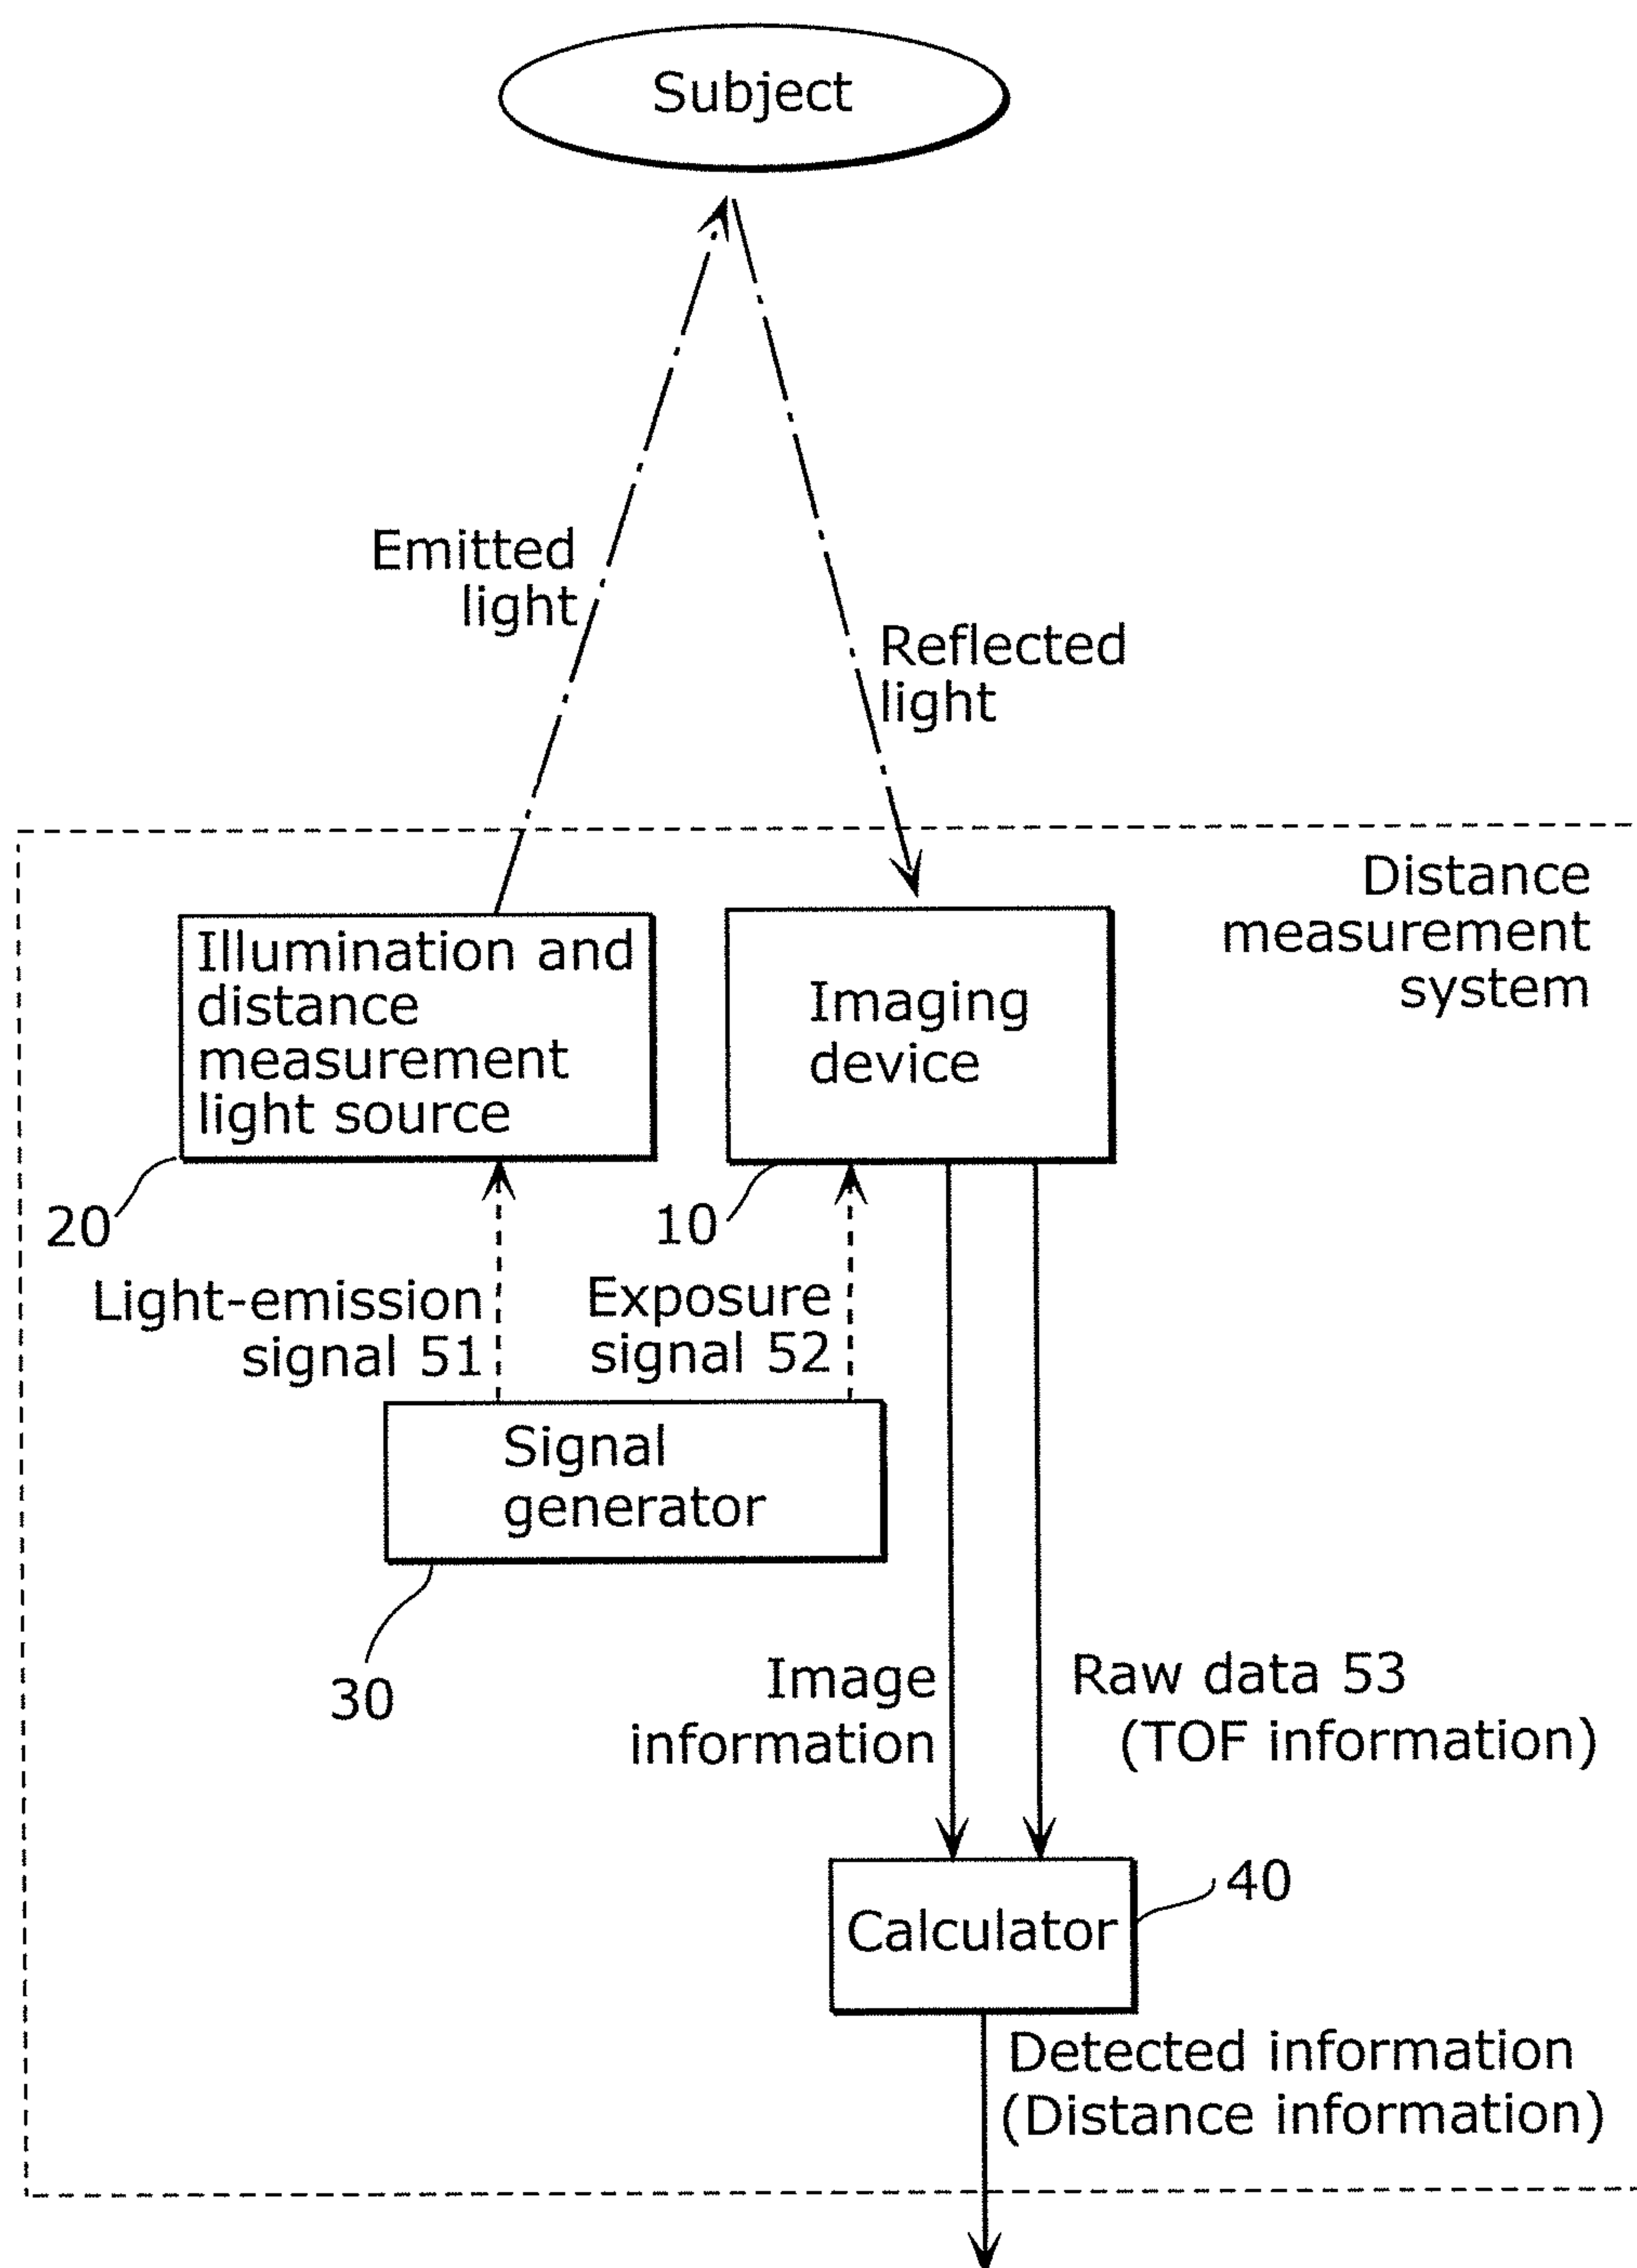 Subject
Emitted
light
Reflected
light
Distance
measurement
system
Illumination and
distance
measurement
light source
Imaging
device
20
10
Light-emission
signal 51
Exposure
signal 52
Signal
generator
30
Image
information
Raw data 53
(TOF information)
Calculator
40
Detected information
(Distance information)